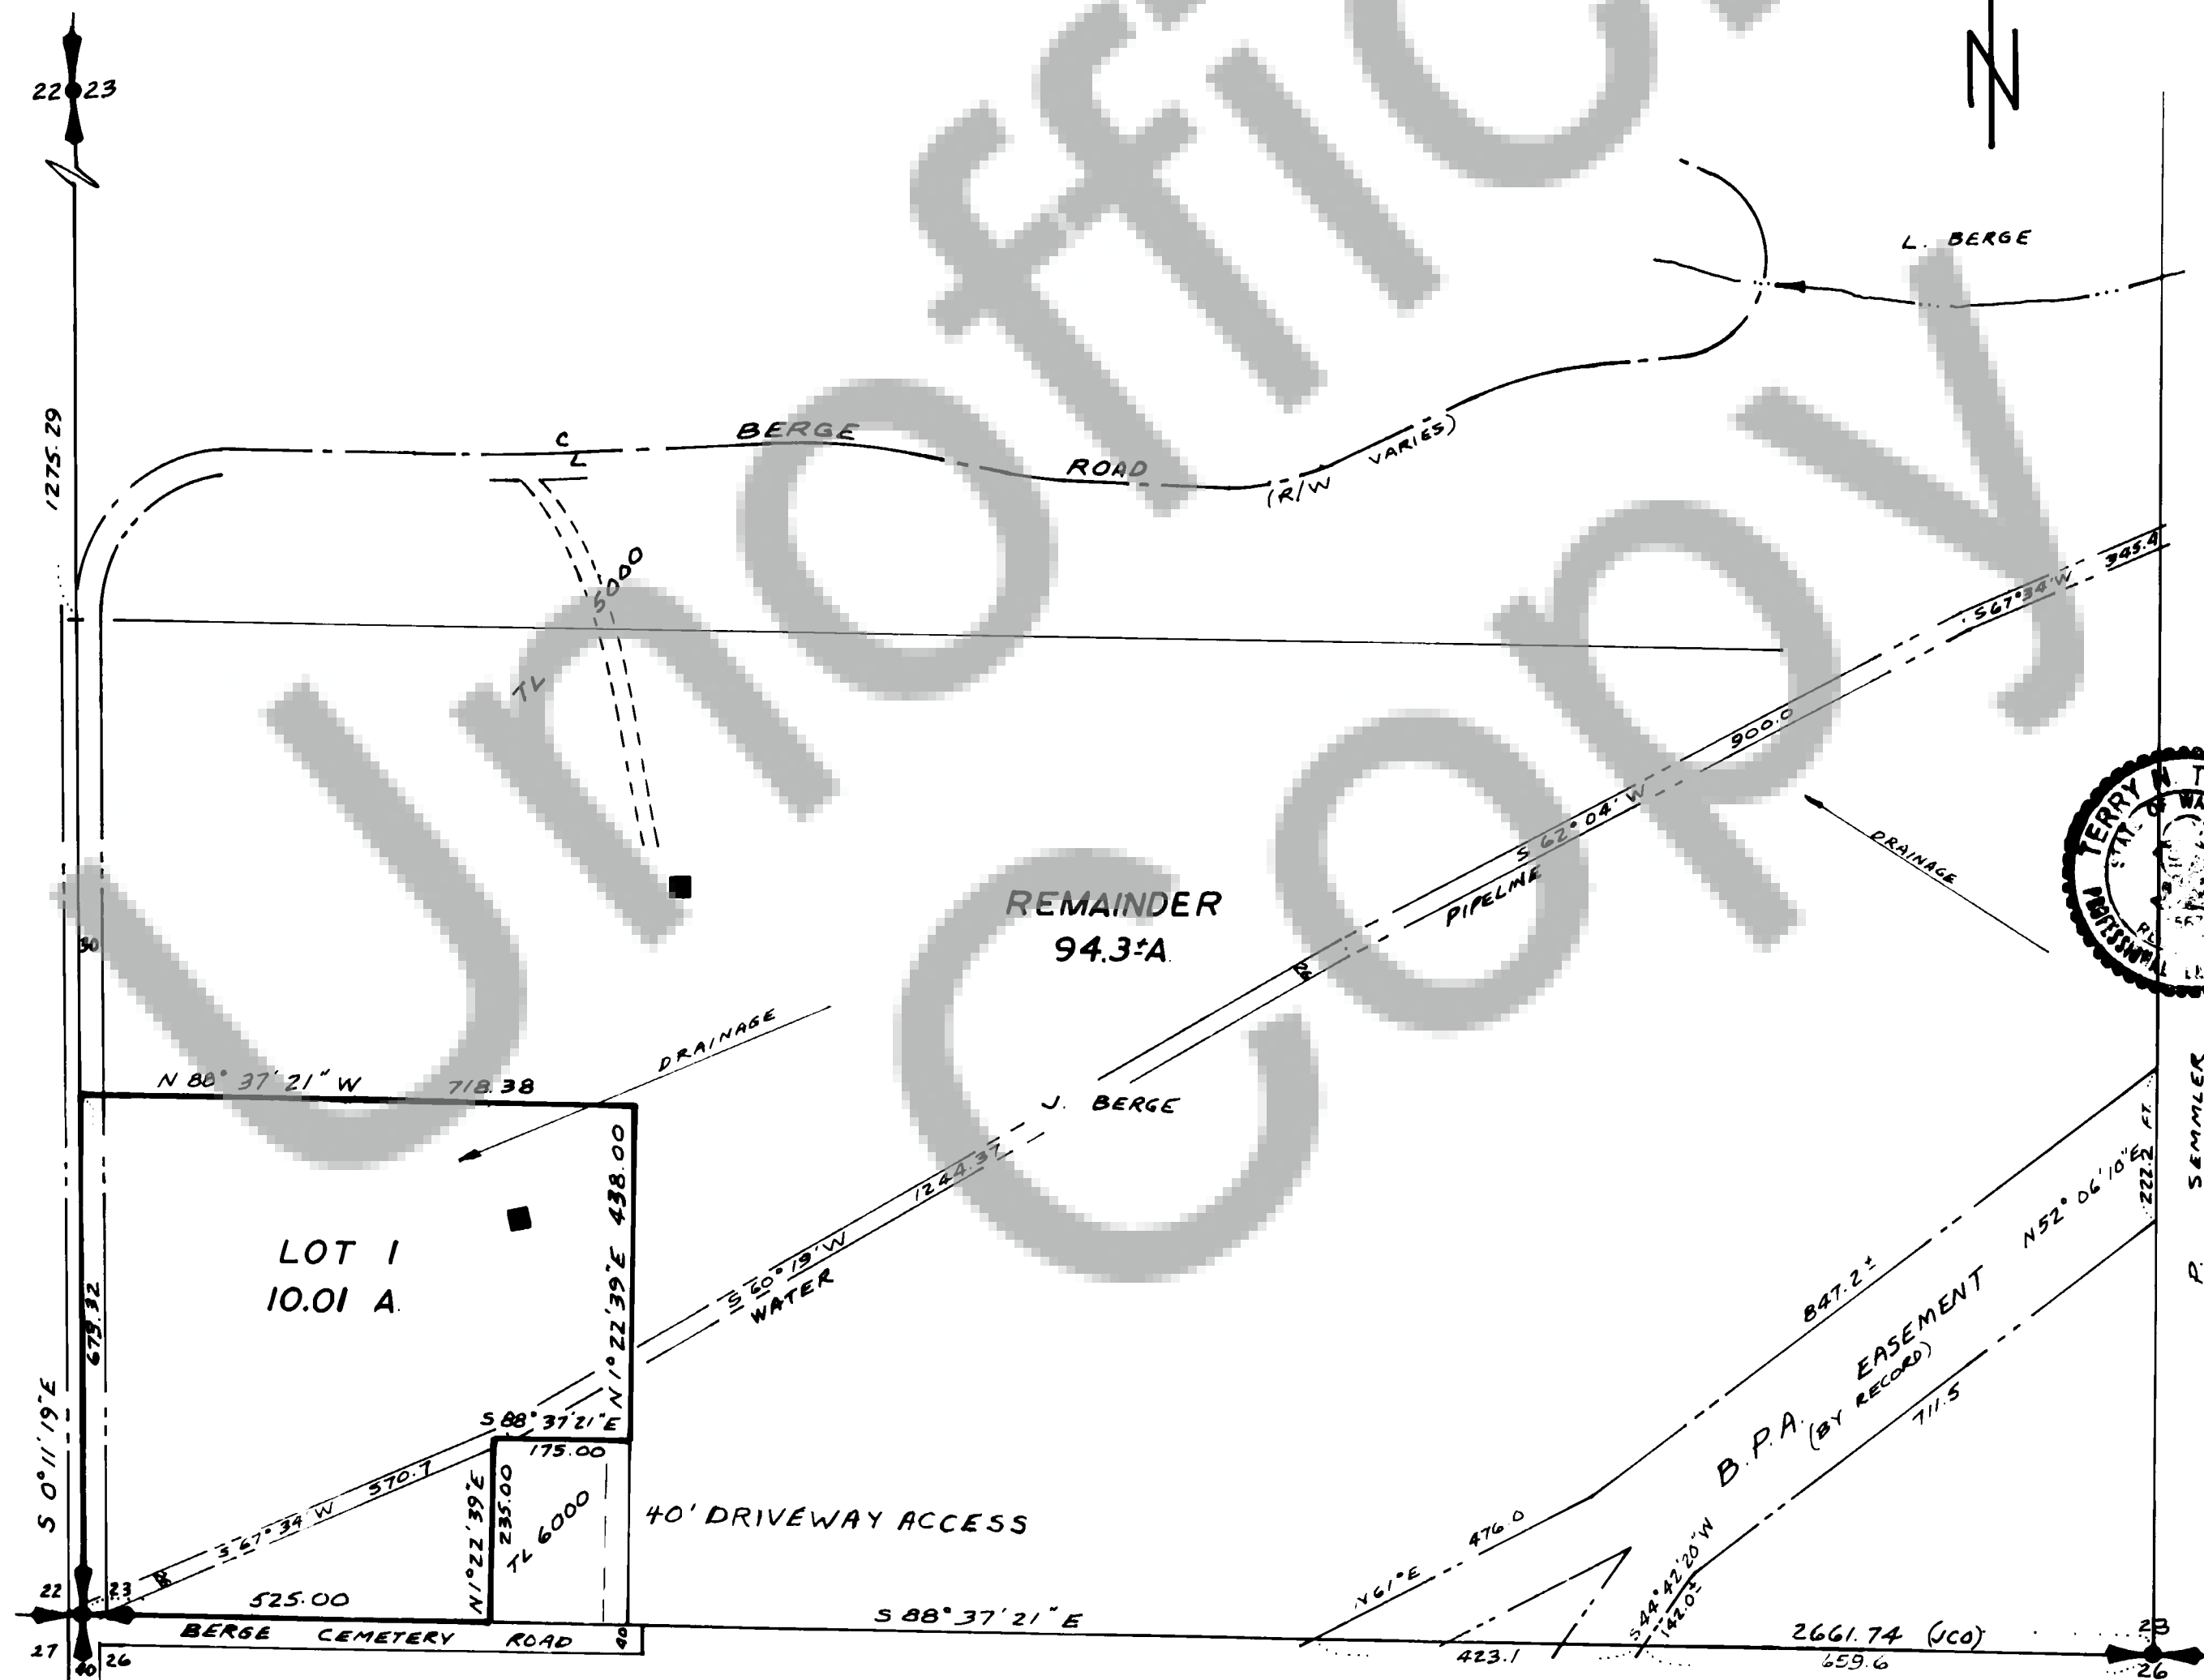 Unofficial Copy
N
22 23
L. BERGE
1275.29
C
L
BERGE ROAD
(R/W VARIES)
TL 5000
S67°34'W 345.4
900.0
S 62°04'W
PIPELINE
DRAINAGE
TERRY N. T
STAT OF WA
30
REMAINDER
94.3±A.
DRAINAGE
N 88° 37' 21" W 718.38
J. BERGE
P. SEMMLER
222.2 FT.
N 52° 06' 10" E
1244.37
S 60° 19' W
WATER
N 1° 22' 39" E 438.00
LOT 1
10.01 A.
679.32
S 0° 11' 19" E
847.2±
B.P.A. EASEMENT
(BY RECORD)
711.5
S 88° 37' 21" E
175.00
S 67° 34' W 570.7
N 1° 22' 39" E
235.00
TL 6000
40' DRIVEWAY ACCESS
476.0
61° E
S 44° 42' 20" W
142.0±
22 23
525.00
S 88° 37' 21" E
BERGE CEMETERY ROAD
40
2661.74 (JCO)
423.1
659.6
23
27 40 26
26